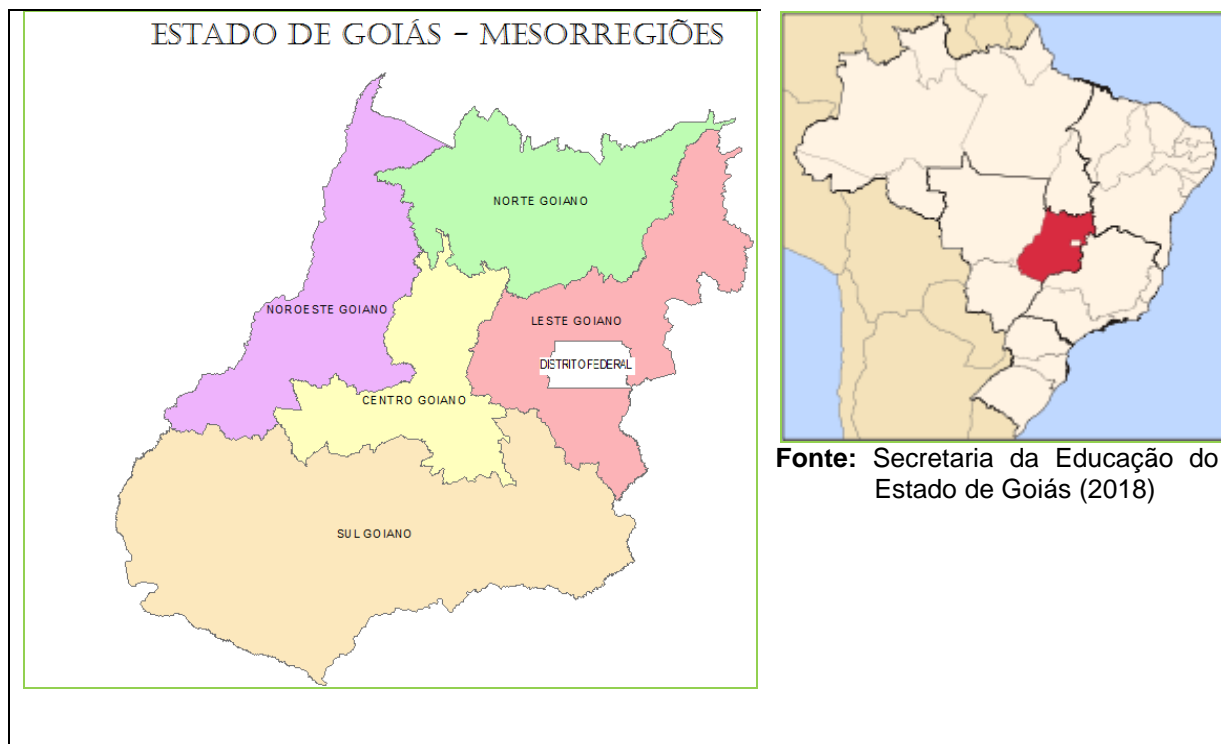 ESTADO DE GOIÁS - MESORREGIÕES
NORTE GOIANO
NOROESTE GOIANO
LESTE GOIANO
DISTRITO FEDERAL
CENTRO GOIANO
SUL GOIANO
Fonte: Secretaria da Educação do
Estado de Goiás (2018)